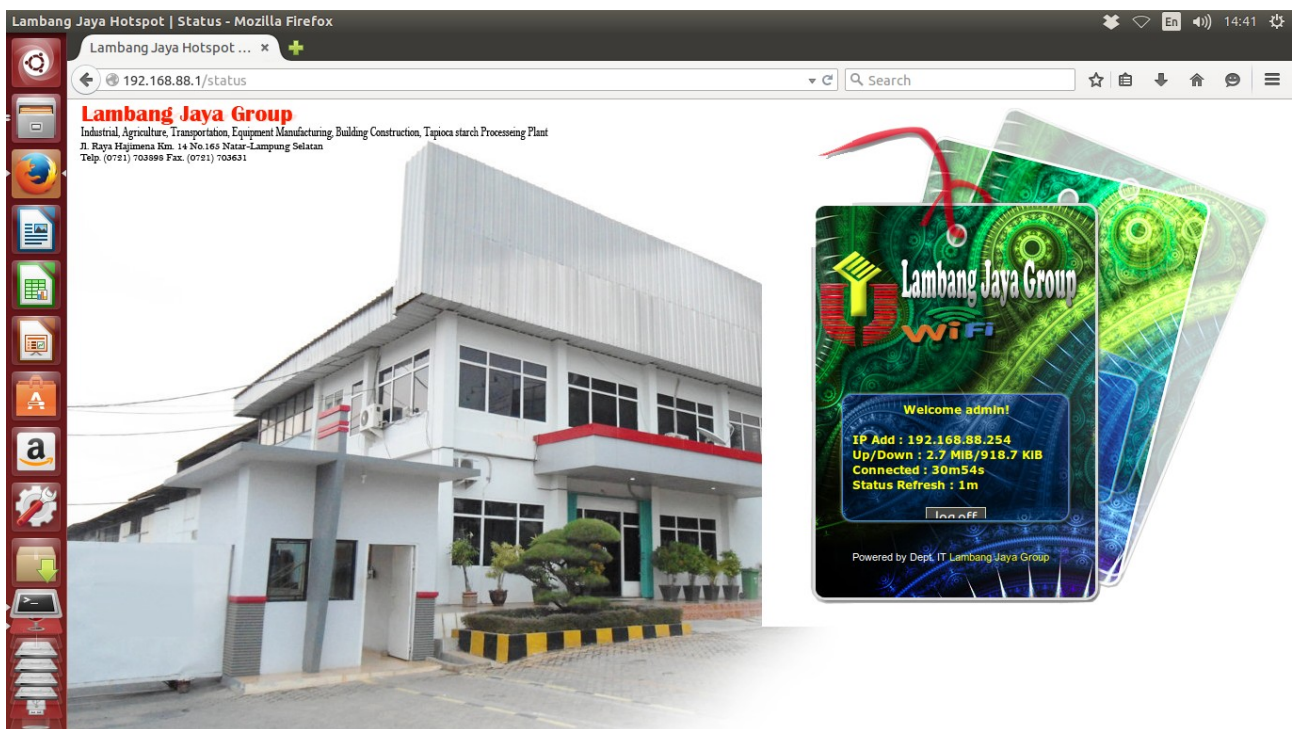 Lambang Jaya Hotspot | Status - Mozilla Firefox
En
14:41
Lambang Jaya Hotspot ... ×
192.168.88.1/status
Search
Lambang Jaya Group
Industrial, Agriculture, Transportation, Equipment Manufacturing, Building Construction, Tapioca starch Processeing Plant
Jl. Raya Hajimena Km. 14 No.165 Natar-Lampung Selatan
Telp. (0721) 703898 Fax. (0721) 703631
Lambang Jaya Group
WiFi
Welcome admin!
IP Add : 192.168.88.254
Up/Down : 2.7 MiB/918.7 KiB
Connected : 30m54s
Status Refresh : 1m
log off
Powered by Dept. IT Lambang Jaya Group
A
a
>_